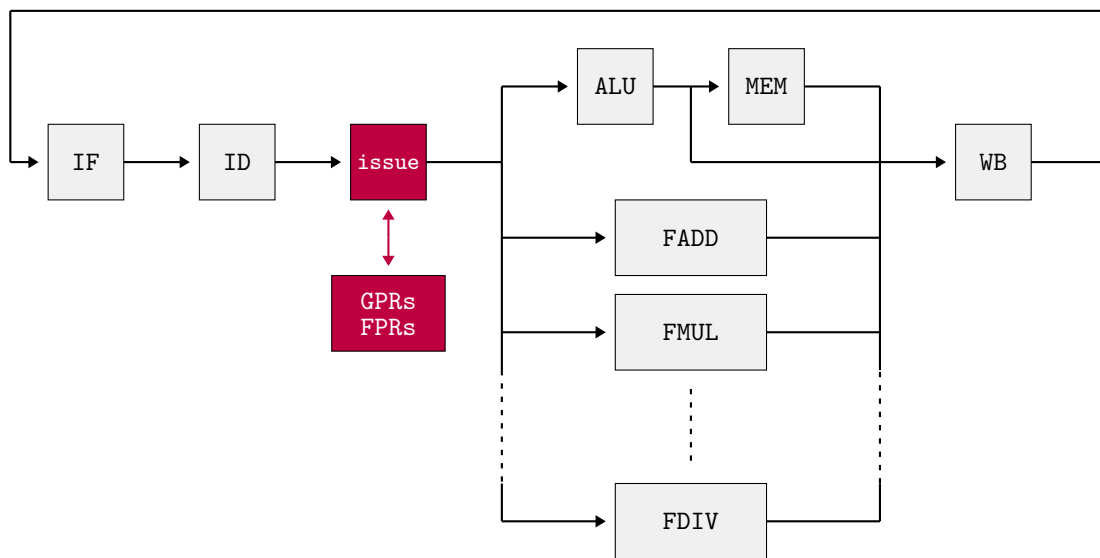 ALU
MEM
IF
ID
issue
WB
FADD
GPRs
FPRs
FMUL
FDIV